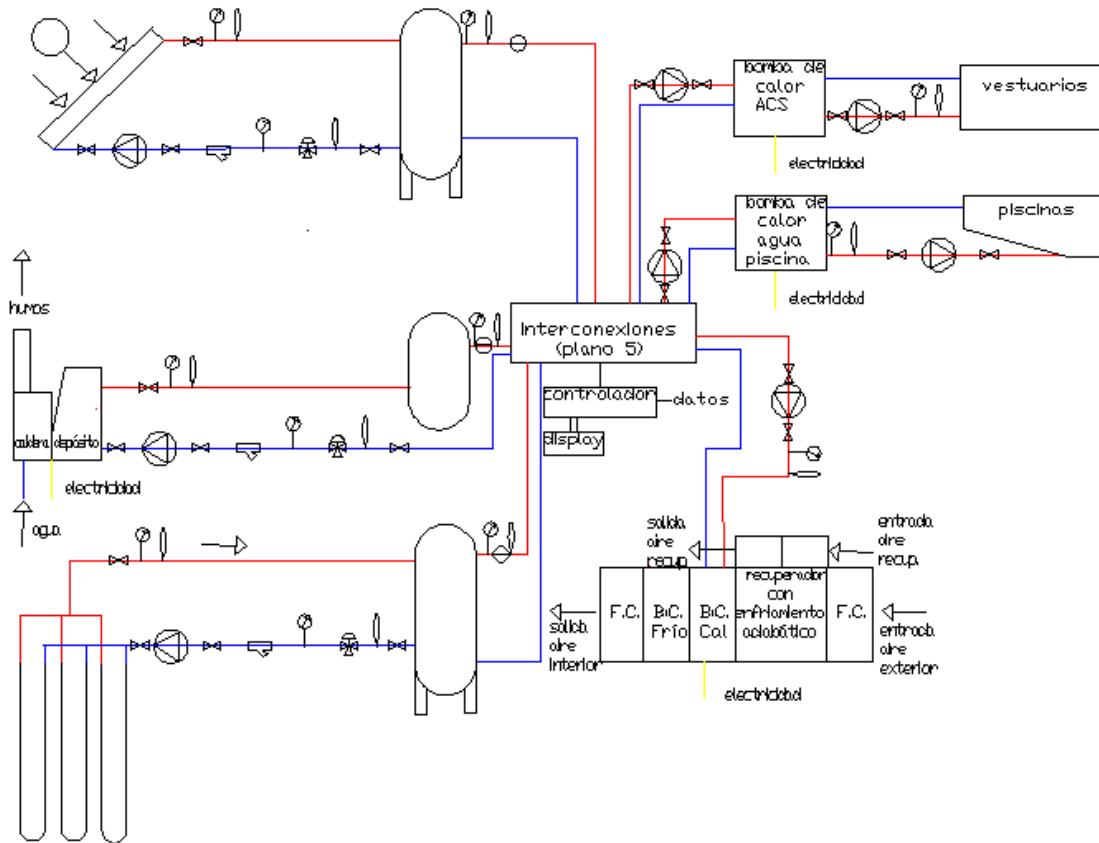 bomba de
calor
ACS
vestuarios
electricidad
bomba de
calor
agua
piscina
piscinas
electricidad
humos
caldera
depósito
electricidad
agua
interconexiones
(plano 5)
controlador
datos
display
salida
aire
recup.
entrada
aire
recup.
F.C.
B.C.
Frío
B.C.
Cal
recuperador
con
enfriamiento
adiabático
F.C.
salida
aire
interior
entrada
aire
exterior
electricidad